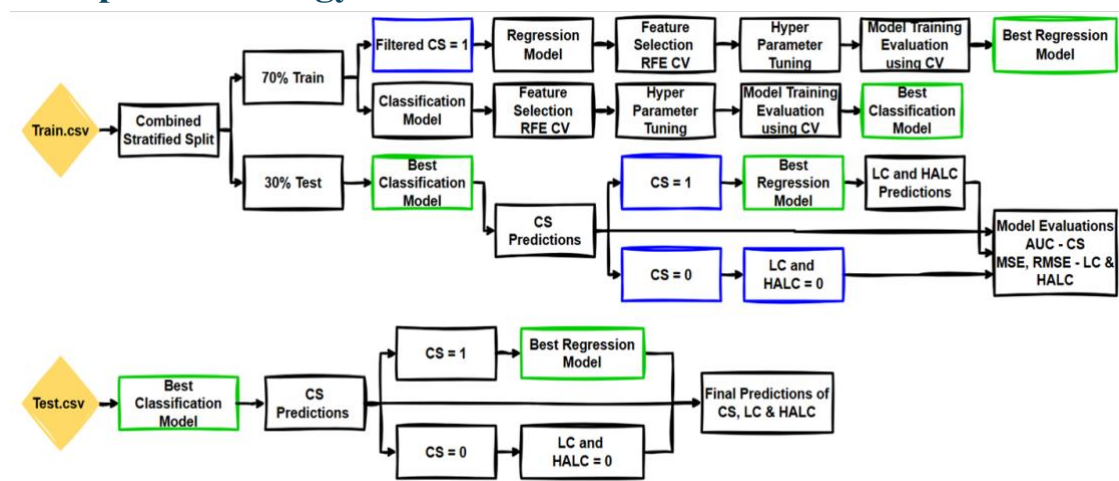 Train.csv
Combined
Stratified Split
70% Train
Filtered CS = 1
Regression
Model
Feature
Selection
RFE CV
Hyper
Parameter
Tuning
Model Training
Evaluation
using CV
Best Regression
Model
Classification
Model
Feature
Selection
RFE CV
Hyper
Parameter
Tuning
Model Training
Evaluation
using CV
Best
Classification
Model
30% Test
Best
Classification
Model
CS
Predictions
CS = 1
Best
Regression
Model
LC and HALC
Predictions
CS = 0
LC and
HALC = 0
Model Evaluations
AUC - CS
MSE, RMSE - LC &
HALC
Test.csv
Best
Classification
Model
CS
Predictions
CS = 1
Best Regression
Model
CS = 0
LC and
HALC = 0
Final Predictions of
CS, LC & HALC